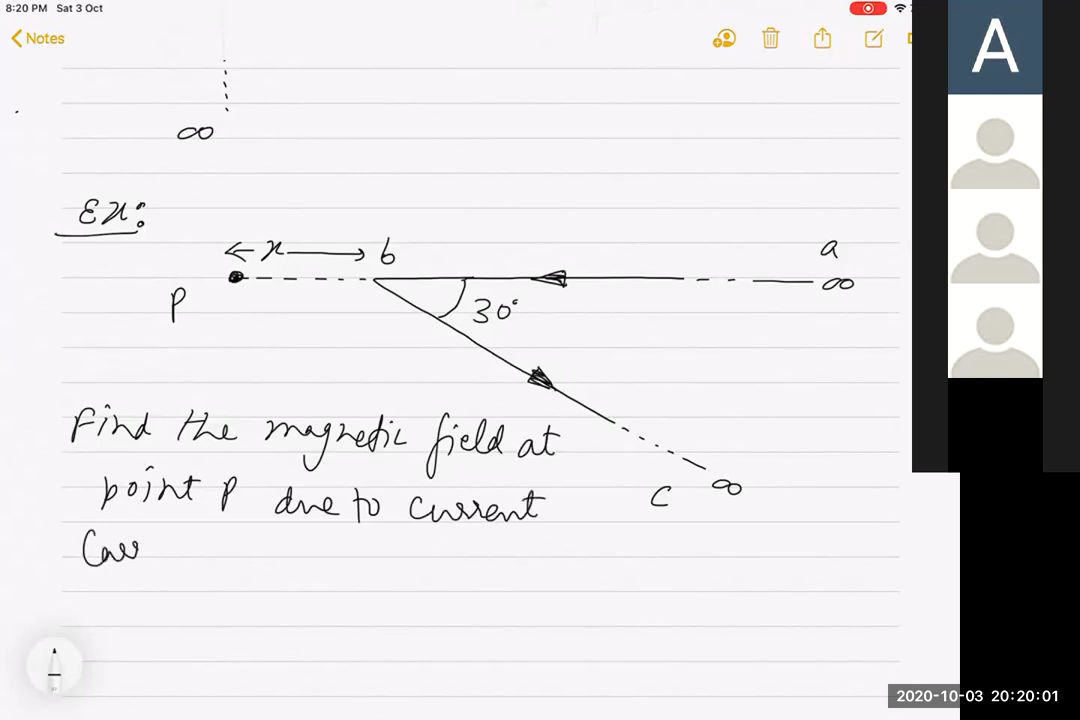 8:20 PM Sat 3 Oct
Notes
A
∞
Ex:
x b a
P ∞
30°
Find the magnetic field at
point P due to current
C ∞
Carr
2020-10-03 20:20:01